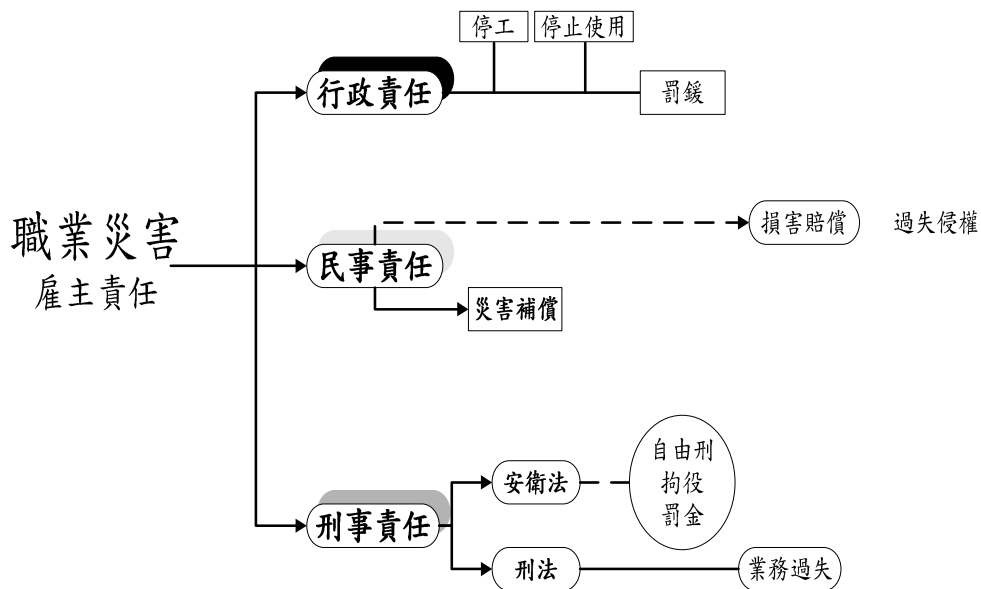 停工
停止使用
行政責任
罰鍰
職業災害
雇主責任
民事責任
損害賠償
過失侵權
災害補償
刑事責任
安衛法
自由刑
拘役
罰金
刑法
業務過失